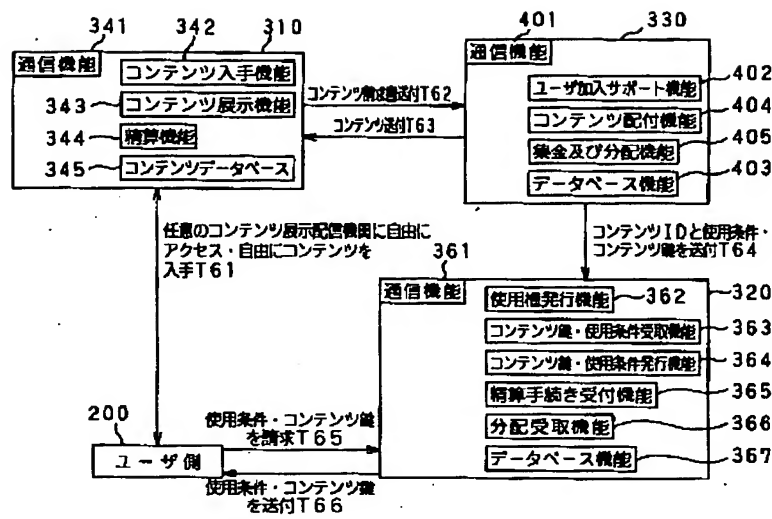 341
342
310
通信機能
コンテンツ入手機能
343
コンテンツ展示機能
344
精算機能
345
コンテンツデータベース
コンテンツ請求書送付T62
コンテンツ送付T63
401
330
通信機能
402
ユーザ加入サポート機能
404
コンテンツ配付機能
405
集金及び分配機能
403
データベース機能
任意のコンテンツ展示配信機関に自由に
アクセス・自由にコンテンツを
入手T61
コンテンツIDと使用条件・
コンテンツ鍵を送付T64
361
通信機能
320
使用権発行機能
362
コンテンツ鍵・使用条件受取機能
363
コンテンツ鍵・使用条件発行機能
364
精算手続き受付機能
365
分配受取機能
366
データベース機能
367
200
ユーザ側
使用条件・コンテンツ鍵
を請求T65
使用条件・コンテンツ鍵
を送付T66